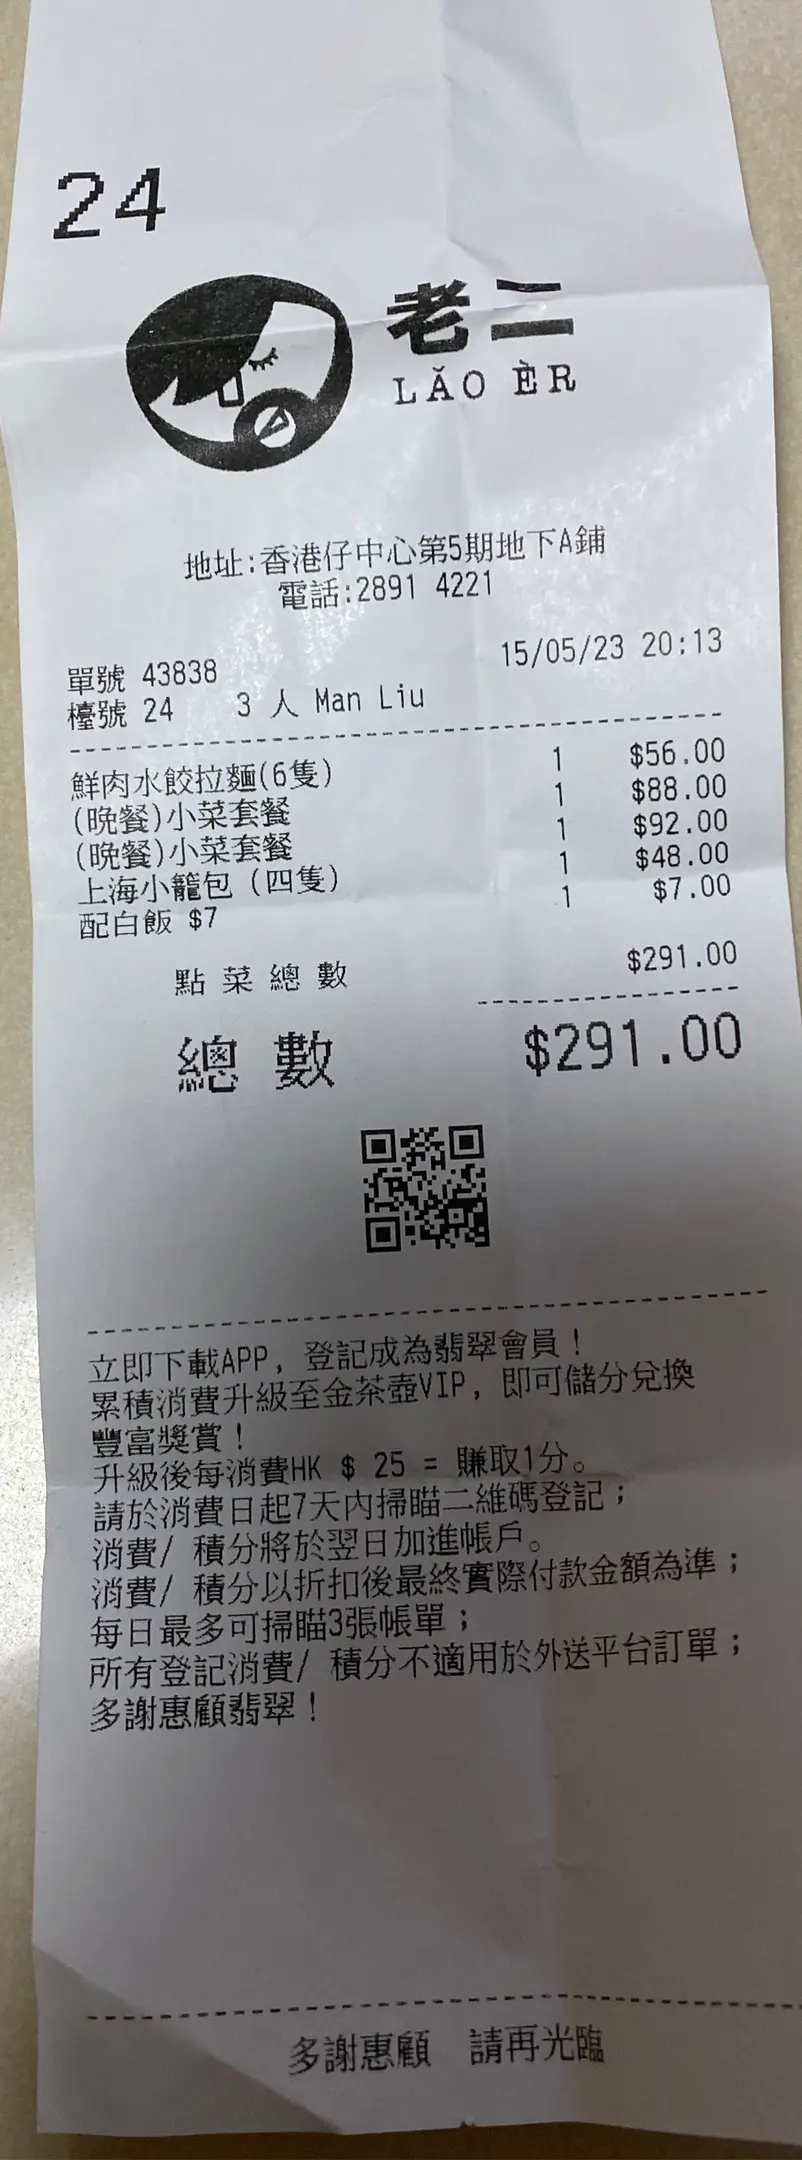 24
老二
LǍO ÈR
地址:香港仔中心第5期地下A鋪
電話:2891 4221
單號 43838 15/05/23 20:13
檯號 24 3 人 Man Liu
鮮肉水餃拉麵(6隻) 1 $56.00
(晚餐)小菜套餐 1 $88.00
(晚餐)小菜套餐 1 $92.00
上海小籠包 (四隻) 1 $48.00
配白飯 $7 1 $7.00
點菜總數 $291.00
總數 $291.00
立即下載APP, 登記成為翡翠會員!
累積消費升級至金茶壺VIP, 即可儲分兌換
豐富獎賞!
升級後每消費HK $ 25 = 賺取1分。
請於消費日起7天內掃瞄二維碼登記;
消費/ 積分將於翌日加進帳戶。
消費/ 積分以折扣後最終實際付款金額為準;
每日最多可掃瞄3張帳單;
所有登記消費/ 積分不適用於外送平台訂單;
多謝惠顧翡翠!
多謝惠顧 請再光臨